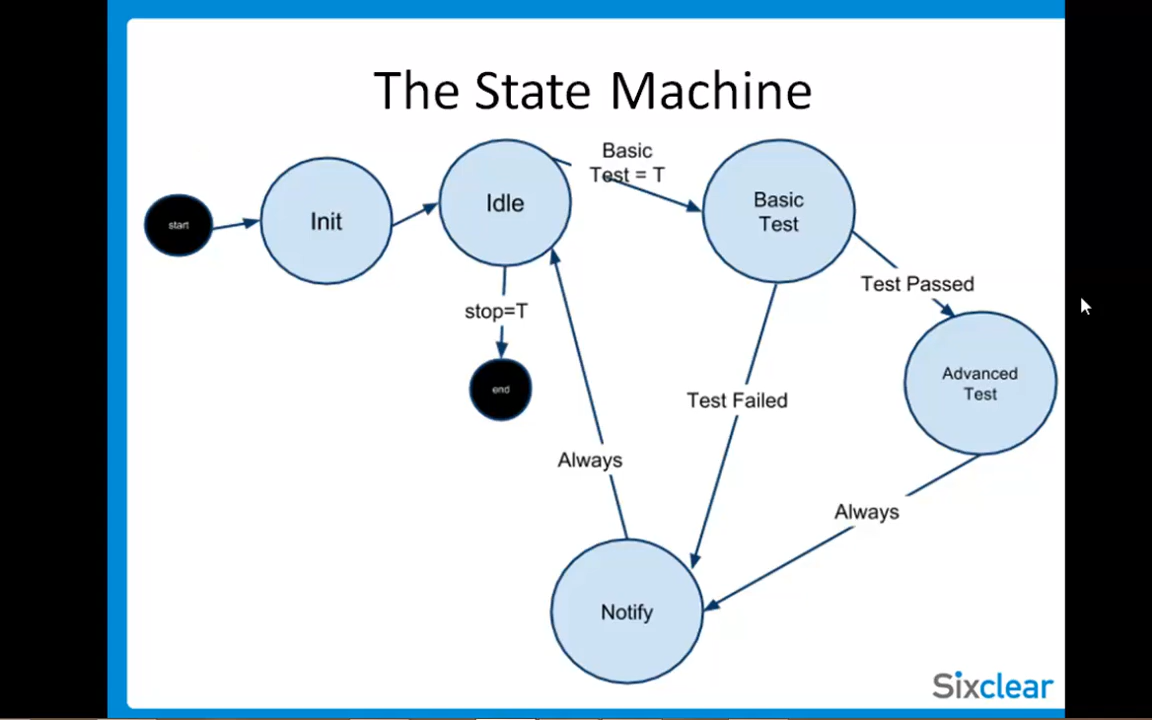 The State Machine
start
Init
Idle
Basic
Test = T
Basic
Test
stop=T
end
Test Passed
Advanced
Test
Test Failed
Always
Always
Notify
Sixclear